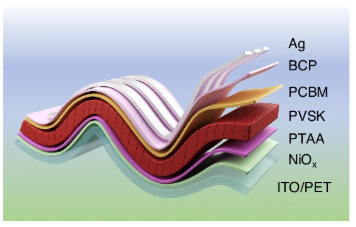 Ag
BCP
PCBM
PVSK
PTAA
NiOₓ
ITO/PET